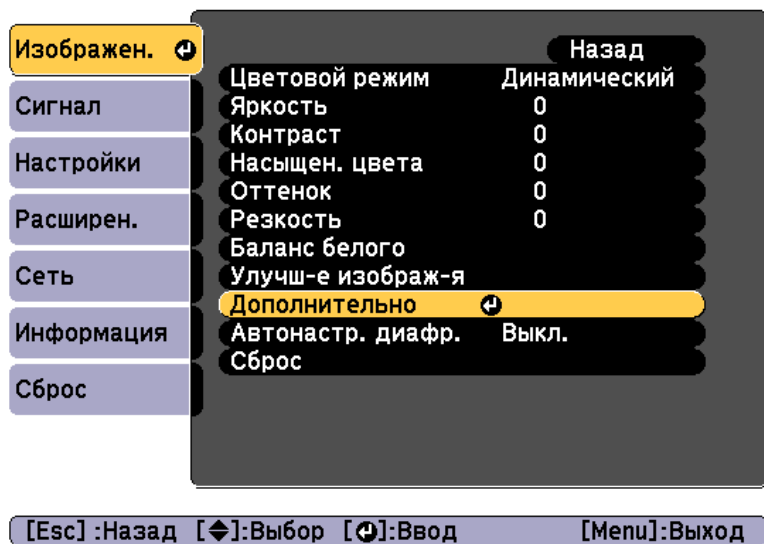 Изображен.
Сигнал
Настройки
Расширен.
Сеть
Информация
Сброс
Назад
Цветовой режим Динамический
Яркость 0
Контраст 0
Насыщен. цвета 0
Оттенок 0
Резкость 0
Баланс белого
Улучш-е изображ-я
Дополнительно
Автонастр. диафр. Выкл.
Сброс
[Esc] :Назад [◆]:Выбор [↵]:Ввод [Menu]:Выход